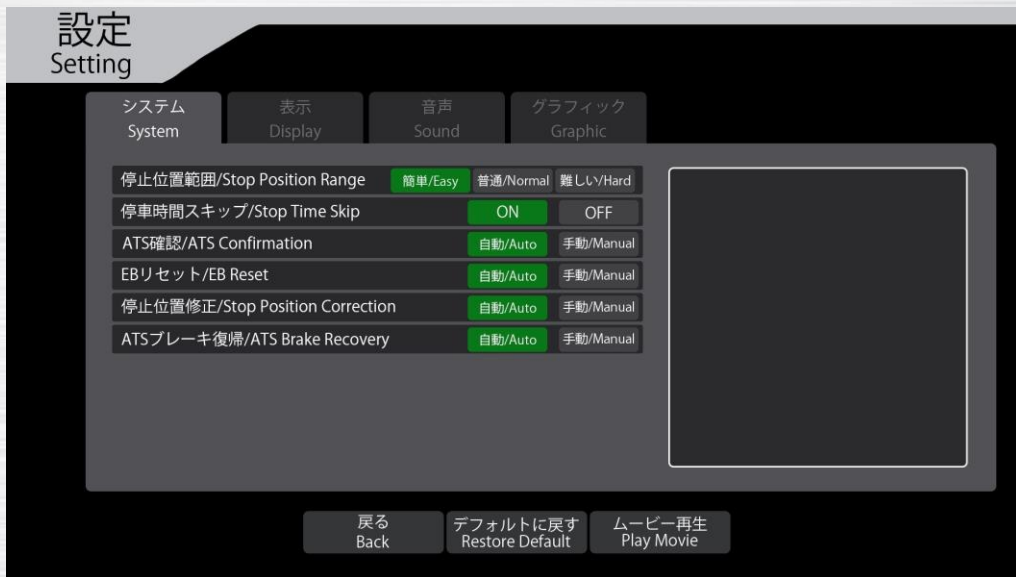 設定
Setting
システム
System
表示
Display
音声
Sound
グラフィック
Graphic
停止位置範囲/Stop Position Range 簡単/Easy 普通/Normal 難しい/Hard
停車時間スキップ/Stop Time Skip ON OFF
ATS確認/ATS Confirmation 自動/Auto 手動/Manual
EBリセット/EB Reset 自動/Auto 手動/Manual
停止位置修正/Stop Position Correction 自動/Auto 手動/Manual
ATSブレーキ復帰/ATS Brake Recovery 自動/Auto 手動/Manual
戻る
Back
デフォルトに戻す
Restore Default
ムービー再生
Play Movie